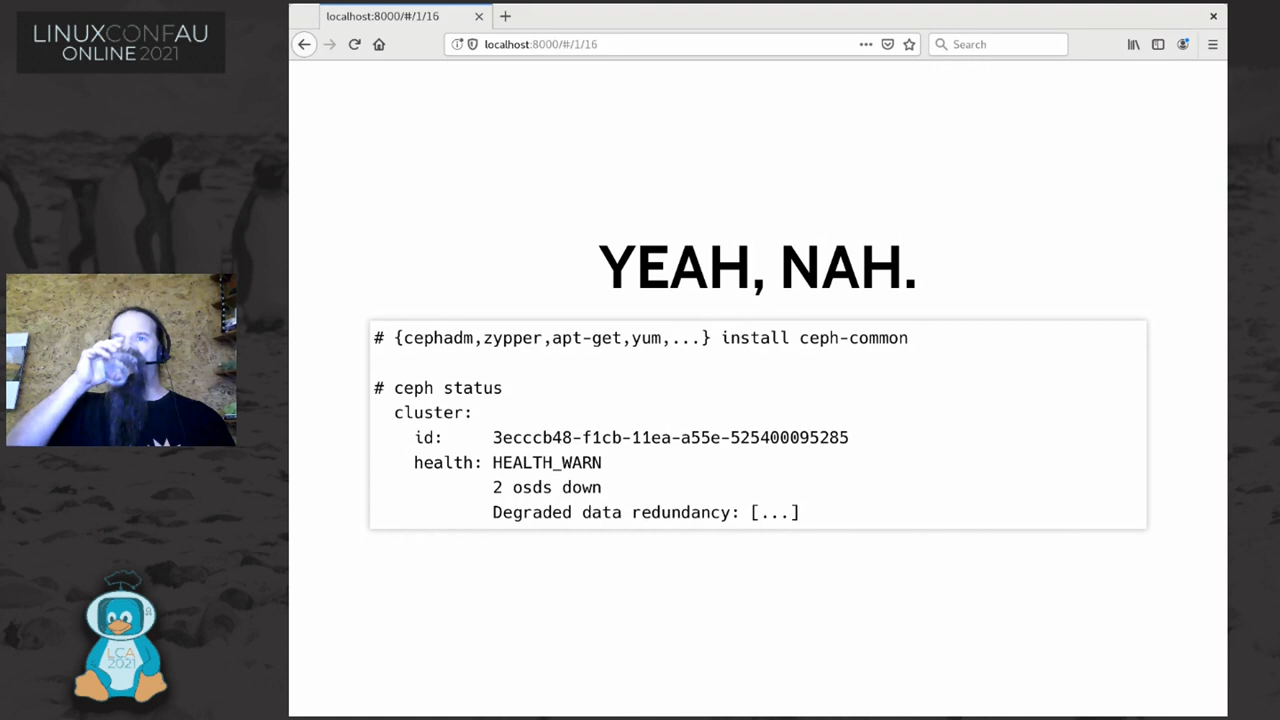 LINUXCONFAU
ONLINE 2021
localhost:8000/#/1/16
localhost:8000/#/1/16
Search
YEAH, NAH.
# {cephadm,zypper,apt-get,yum,...} install ceph-common
# ceph status
cluster:
id: 3ecccb48-f1cb-11ea-a55e-525400095285
health: HEALTH_WARN
2 osds down
Degraded data redundancy: [...]
LCA
2021